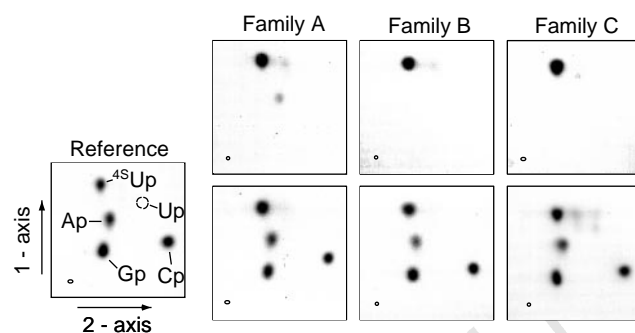 Family A
Family B
Family C
Reference
4SUp
Up
Ap
Gp
Cp
1 - axis
2 - axis